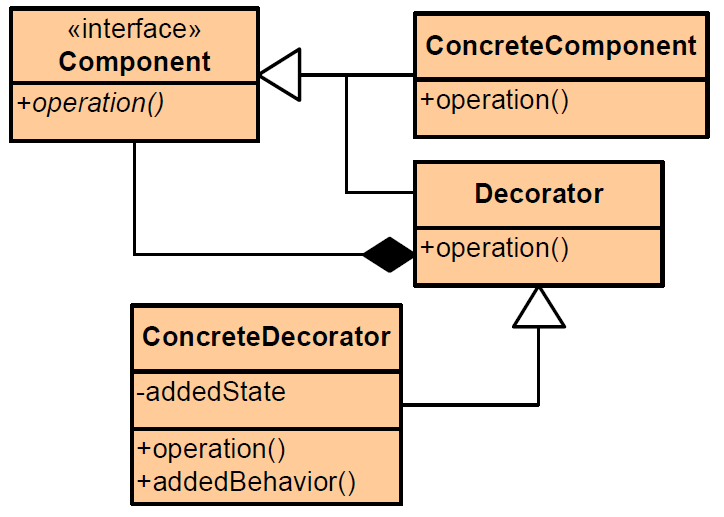 «interface»
Component
+operation()
ConcreteComponent
+operation()
Decorator
+operation()
ConcreteDecorator
-addedState
+operation()
+addedBehavior()